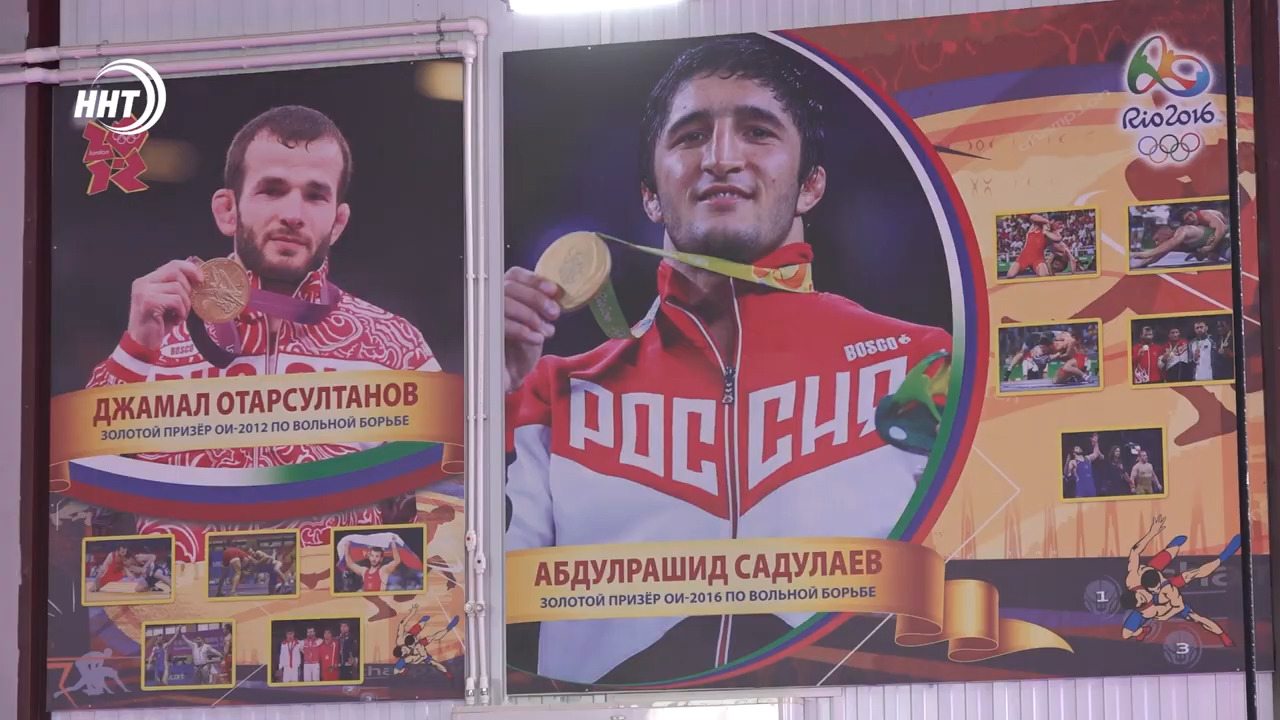 ННТ
BOSCO
ДЖАМАЛ ОТАРСУЛТАНОВ
ЗОЛОТОЙ ПРИЗЁР ОИ-2012 ПО ВОЛЬНОЙ БОРЬБЕ
BOSCO
РОССИЯ
АБДУЛРАШИД САДУЛАЕВ
ЗОЛОТОЙ ПРИЗЁР ОИ-2016 ПО ВОЛЬНОЙ БОРЬБЕ
Rio2016
1
3